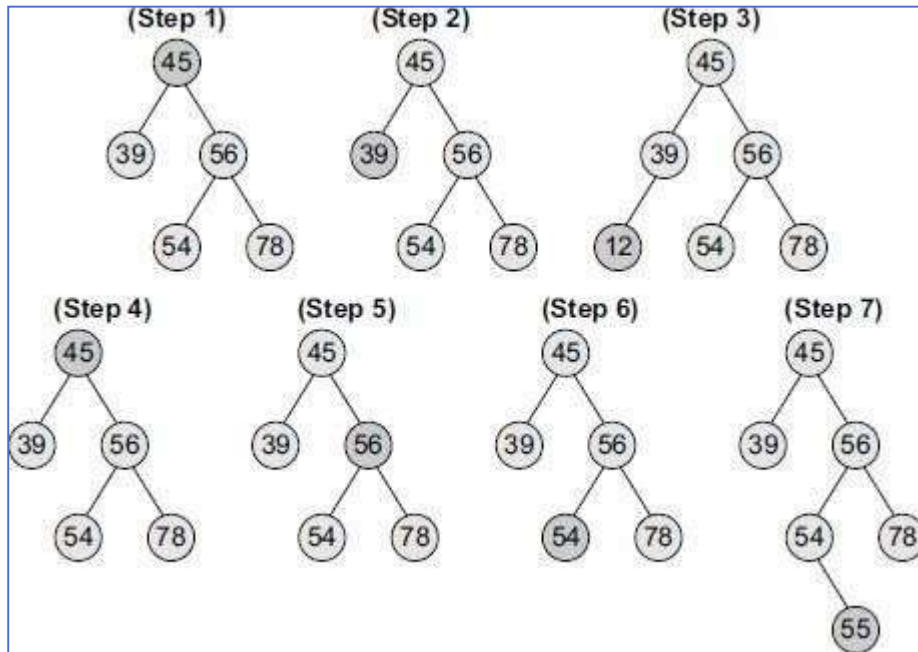 (Step 1) (Step 2) (Step 3)
45 45 45
39 56 39 56 39 56
54 78 54 78 12 54 78
(Step 4) (Step 5) (Step 6) (Step 7)
45 45 45 45
39 56 39 56 39 56 39 56
54 78 54 78 54 78 54 78
55